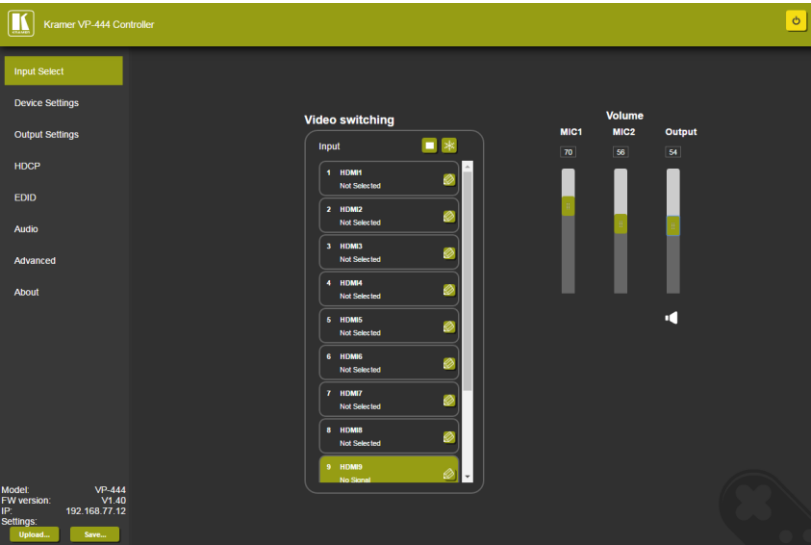 Kramer VP-444 Controller
Input Select
Device Settings
Output Settings
HDCP
EDID
Audio
Advanced
About
Model: VP-444
FW version: V1.40
IP: 192.168.77.12
Settings:
Upload... Save...
Video switching
Input
1 HDMI1
Not Selected
2 HDMI2
Not Selected
3 HDMI3
Not Selected
4 HDMI4
Not Selected
5 HDMI5
Not Selected
6 HDMI6
Not Selected
7 HDMI7
Not Selected
8 HDMI8
Not Selected
9 HDMI9
No Signal
Volume
MIC1 MIC2 Output
70 56 54